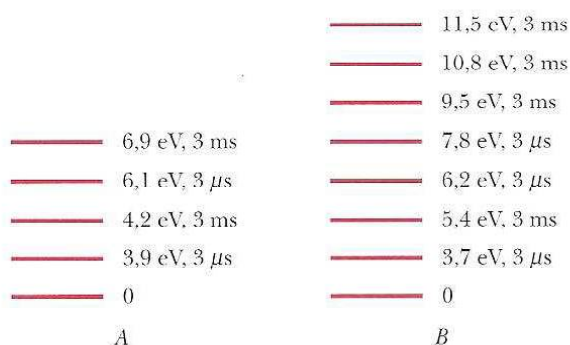 6,9 eV, 3 ms
6,1 eV, 3 μs
4,2 eV, 3 ms
3,9 eV, 3 μs
0
A
11,5 eV, 3 ms
10,8 eV, 3 ms
9,5 eV, 3 ms
7,8 eV, 3 μs
6,2 eV, 3 μs
5,4 eV, 3 ms
3,7 eV, 3 μs
0
B